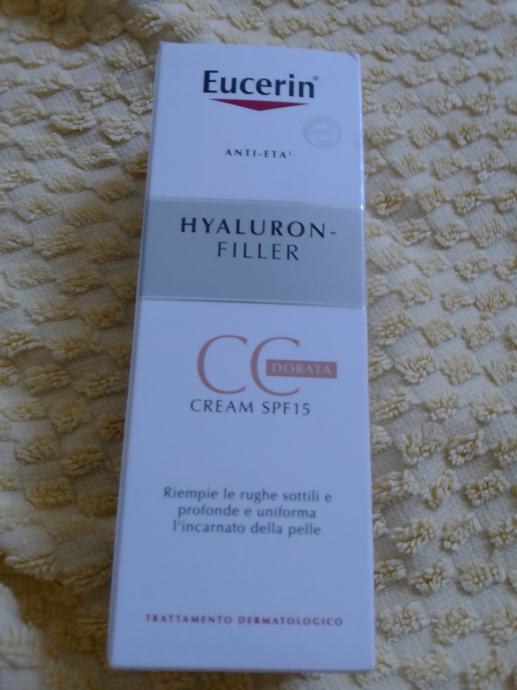 Eucerin®
ANTI-ETA'
HYALURON-
FILLER
CC DORATA
CREAM SPF15
Riempie le rughe sottili e
profonde e uniforma
l'incarnato della pelle
TRATTAMENTO DERMATOLOGICO